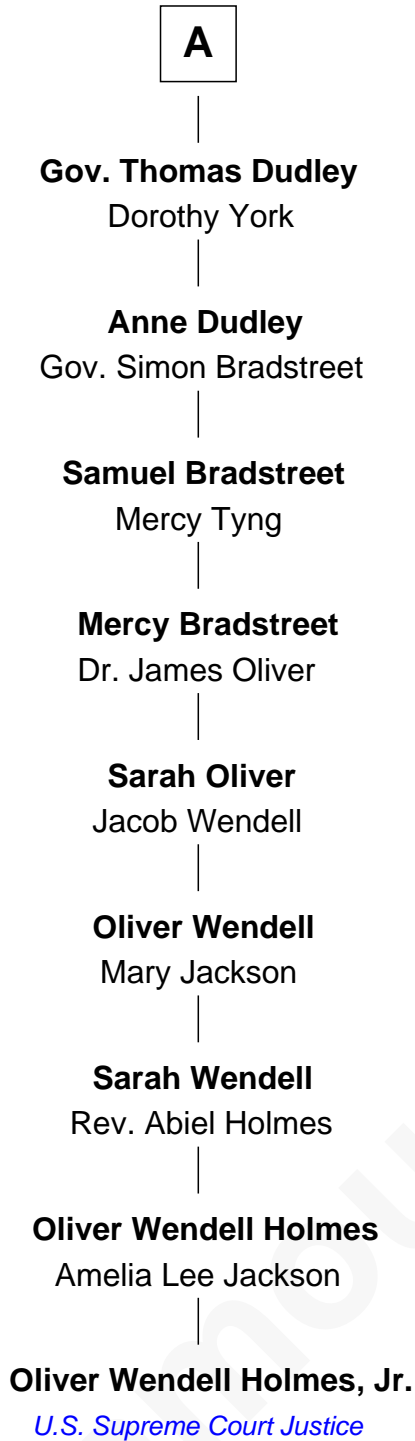 A
Gov. Thomas Dudley
Dorothy York
Anne Dudley
Gov. Simon Bradstreet
Samuel Bradstreet
Mercy Tyng
Mercy Bradstreet
Dr. James Oliver
Sarah Oliver
Jacob Wendell
Oliver Wendell
Mary Jackson
Sarah Wendell
Rev. Abiel Holmes
Oliver Wendell Holmes
Amelia Lee Jackson
Oliver Wendell Holmes, Jr.
U.S. Supreme Court Justice